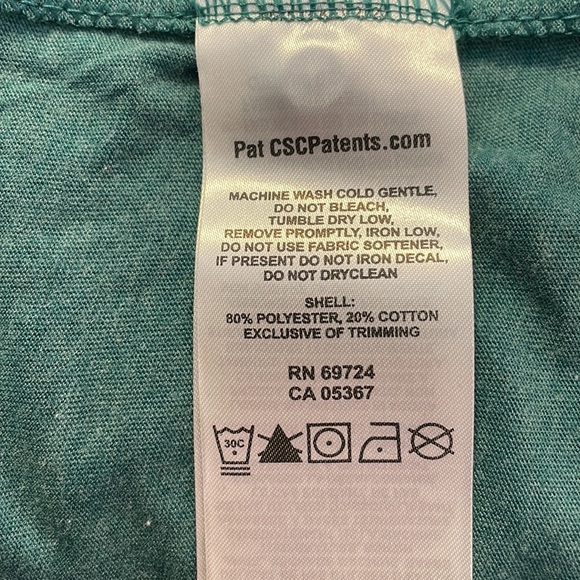 Pat CSCPatents.com
MACHINE WASH COLD GENTLE,
DO NOT BLEACH,
TUMBLE DRY LOW,
REMOVE PROMPTLY, IRON LOW,
DO NOT USE FABRIC SOFTENER,
IF PRESENT DO NOT IRON DECAL,
DO NOT DRYCLEAN
SHELL:
80% POLYESTER, 20% COTTON
EXCLUSIVE OF TRIMMING
RN 69724
CA 05367
30C